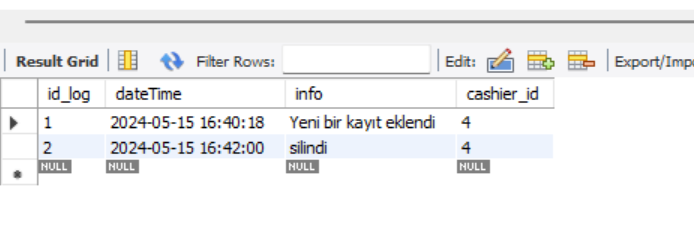 Result Grid Filter Rows: Edit: Export/Imp
id_log dateTime info cashier_id
1 2024-05-15 16:40:18 Yeni bir kayıt eklendi 4
2 2024-05-15 16:42:00 silindi 4
NULL NULL NULL NULL